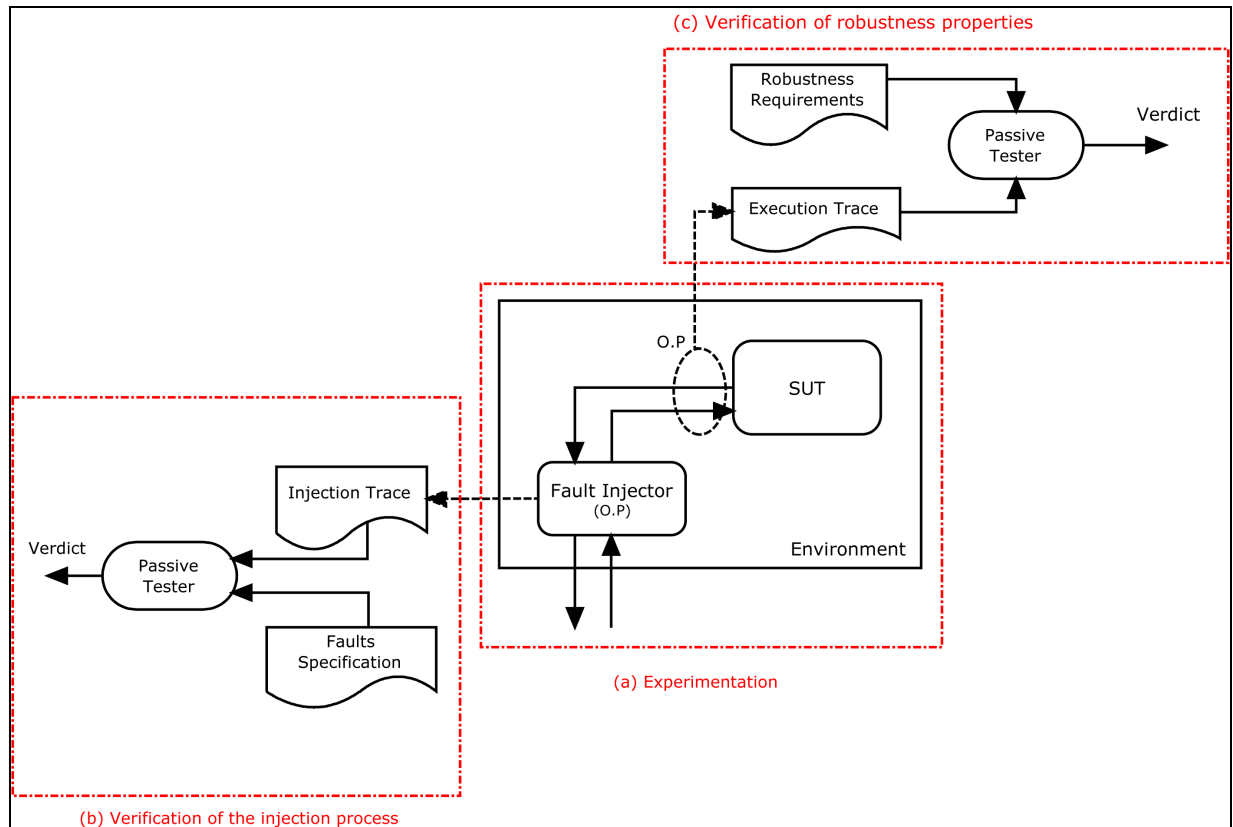 (c) Verification of robustness properties
Robustness
Requirements
Verdict
Passive
Tester
Execution Trace
O.P
SUT
Injection Trace
Fault Injector
(O.P)
Environment
Verdict
Passive
Tester
Faults
Specification
(a) Experimentation
(b) Verification of the injection process